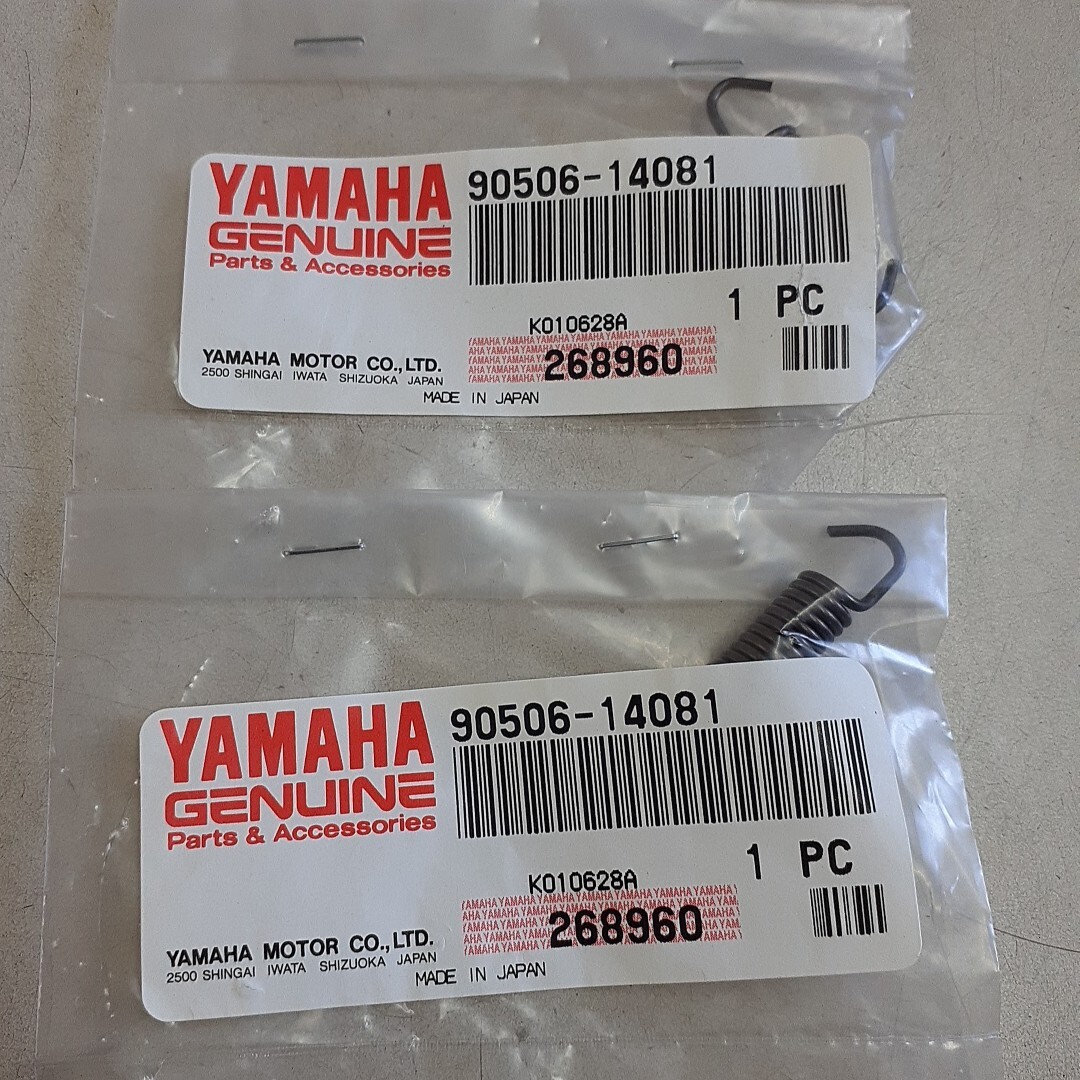 YAMAHA
GENUINE
Parts & Accessories
90506-14081
1 PC
K010628A
268960
YAMAHA MOTOR CO.,LTD.
2500 SHINGAI IWATA SHIZUOKA JAPAN
MADE IN JAPAN
YAMAHA
GENUINE
Parts & Accessories
90506-14081
1 PC
K010628A
268960
YAMAHA MOTOR CO.,LTD.
2500 SHINGAI IWATA SHIZUOKA JAPAN
MADE IN JAPAN